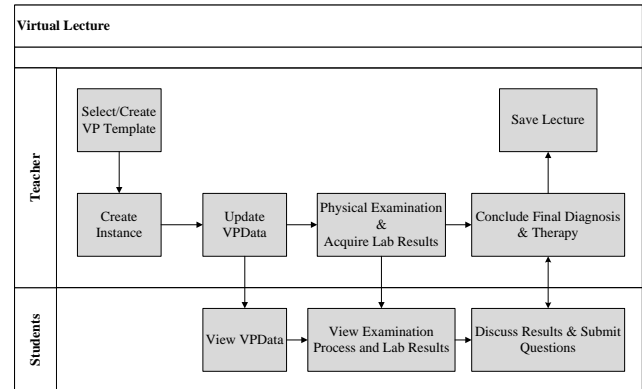 Virtual Lecture
Teacher
Select/Create
VP Template
Save Lecture
Create
Instance
Update
VPData
Physical Examination
&
Acquire Lab Results
Conclude Final Diagnosis
& Therapy
Students
View VPData
View Examination
Process and Lab Results
Discuss Results & Submit
Questions